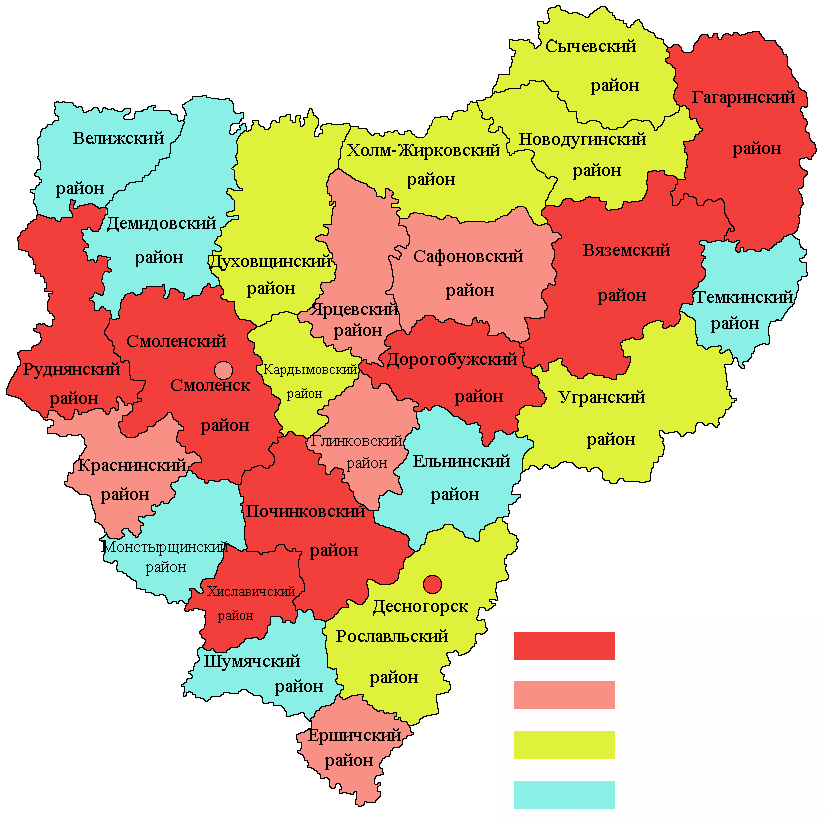 Сычевский
район
Гагаринский
район
Велижский
район
Холм-Жирковский
район
Новодугинский
район
Демидовский
район
Духовщинский
район
Сафоновский
район
Вяземский
район
Темкинский
район
Ярцевский
район
Смоленский
Смоленск
район
Руднянский
район
Кардымовский
район
Дорогобужский
район
Угранский
район
Глинковский
район
Краснинский
район
Ельнинский
район
Починковский
район
Монстырщинский
район
Хиславичский
район
Десногорск
Рославльский
район
Шумячский
район
Ершичский
район